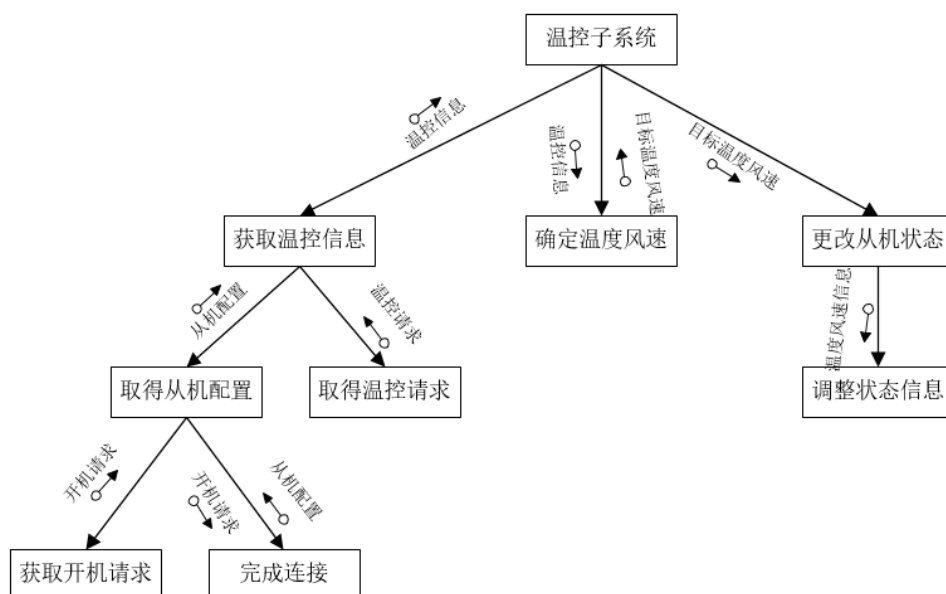 温控子系统
温控信息
温控信息
目标温度风速
目标温度风速
获取温控信息
确定温度风速
更改从机状态
从机配置
温控请求
温度风速信息
取得从机配置
取得温控请求
调整状态信息
开机请求
开机请求
从机配置
获取开机请求
完成连接